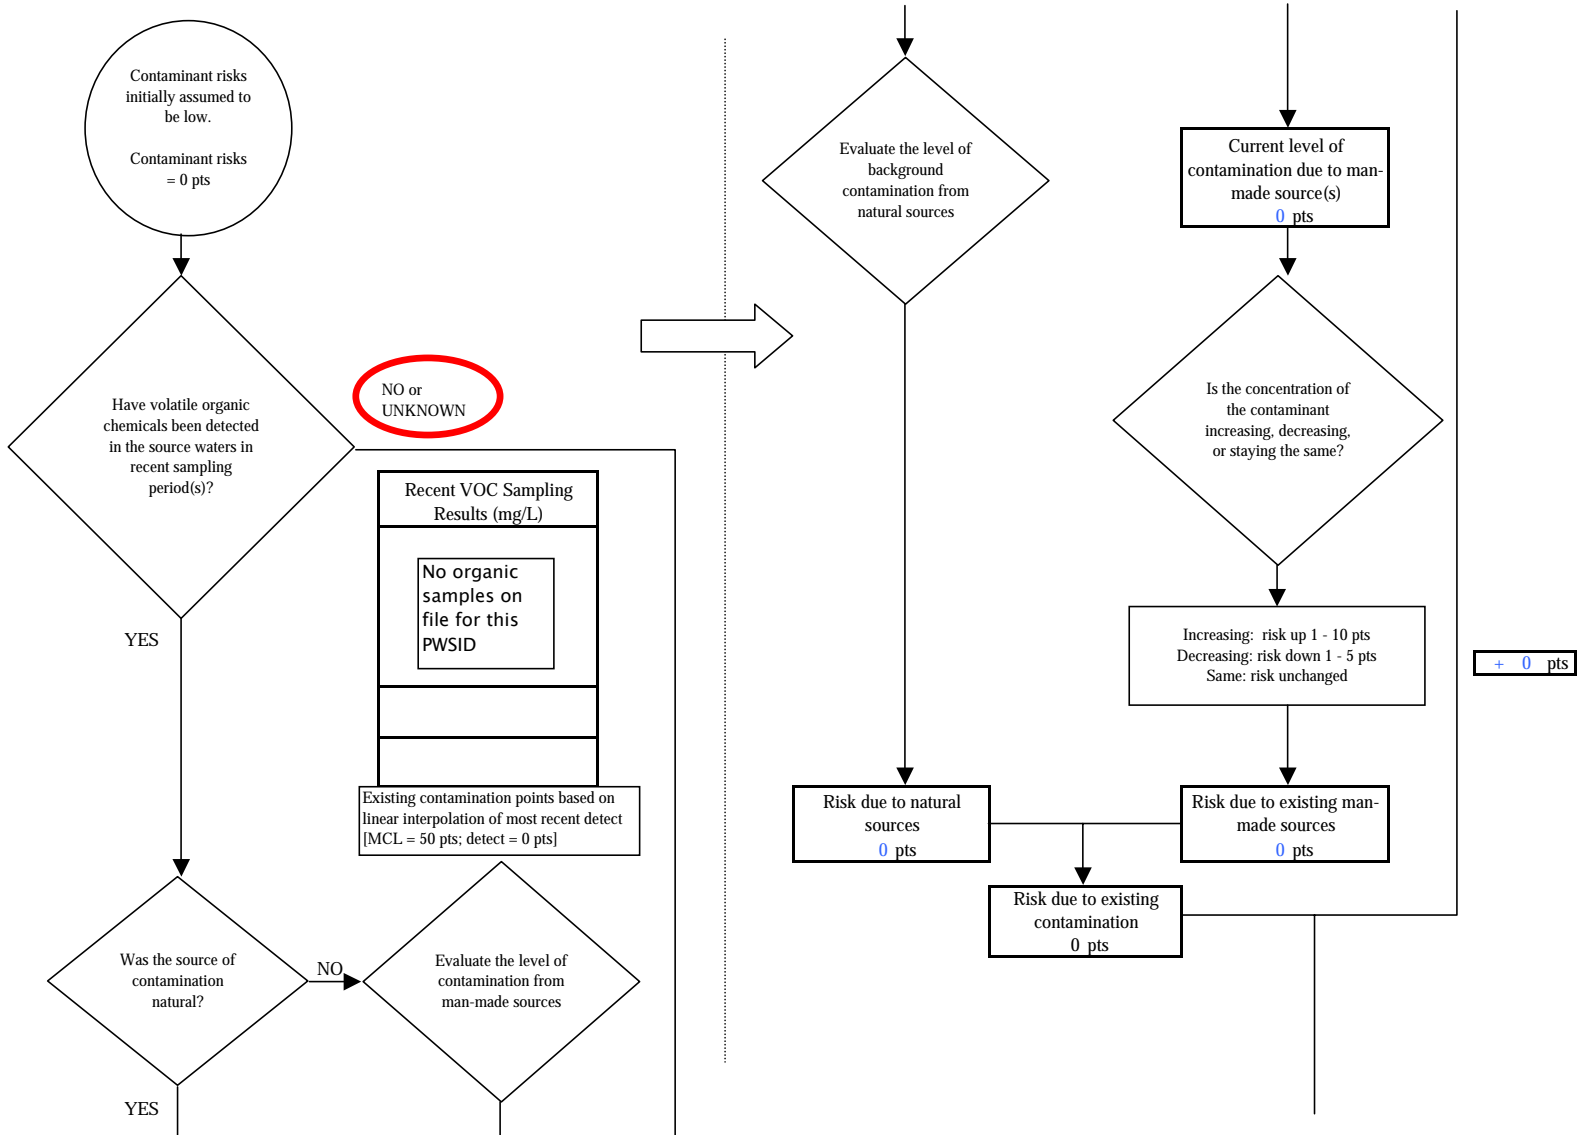 Contaminant risks
initially assumed to
be low.
Contaminant risks
= 0 pts
Have volatile organic
chemicals been detected
in the source waters in
recent sampling
period(s)?
NO or
UNKNOWN
YES
Recent VOC Sampling
Results (mg/L)
No organic
samples on
file for this
PWSID
Existing contamination points based on
linear interpolation of most recent detect
[MCL = 50 pts; detect = 0 pts]
Was the source of
contamination
natural?
NO
YES
Evaluate the level of
contamination from
man-made sources
Evaluate the level of
background
contamination from
natural sources
Current level of
contamination due to man-
made source(s)
0 pts
Is the concentration of
the contaminant
increasing, decreasing,
or staying the same?
Increasing: risk up 1 - 10 pts
Decreasing: risk down 1 - 5 pts
Same: risk unchanged
+ 0 pts
Risk due to natural
sources
0 pts
Risk due to existing man-
made sources
0 pts
Risk due to existing
contamination
0 pts